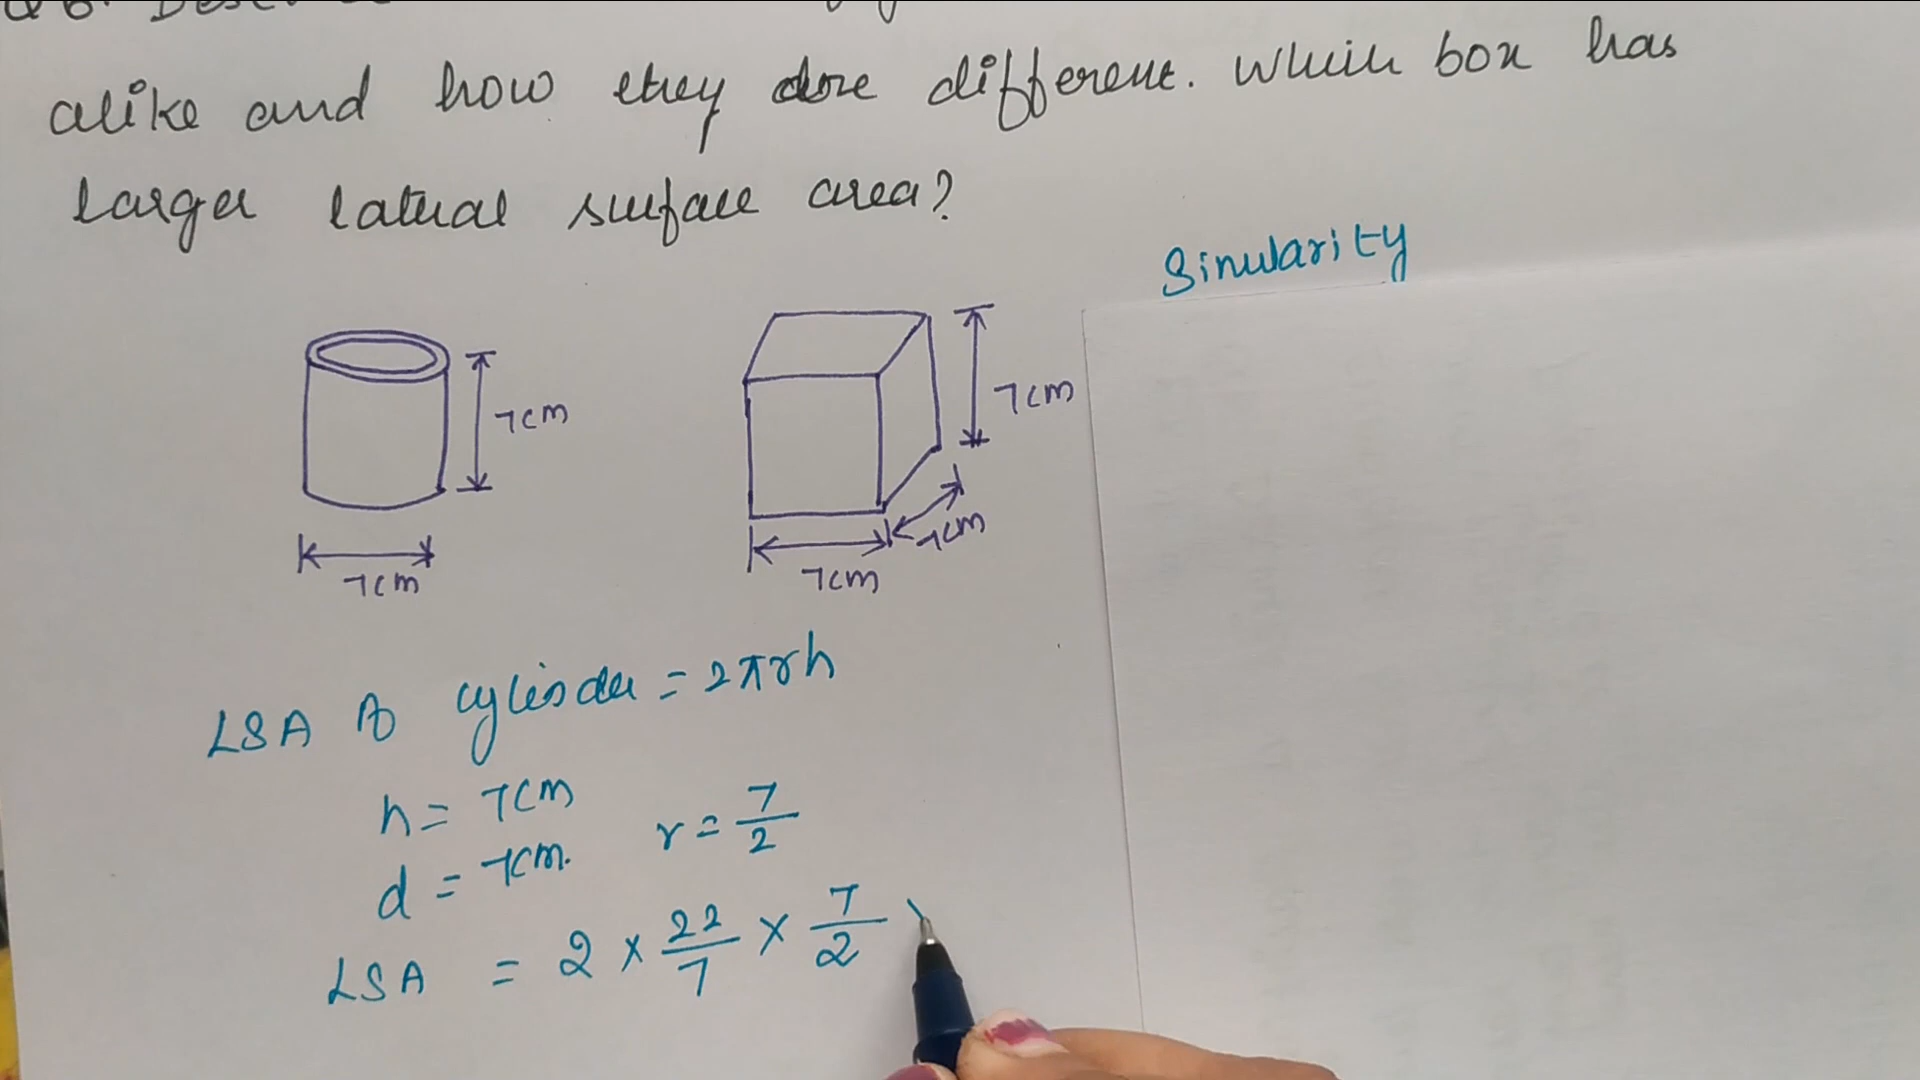 alike and how they are different. Which box has
larger lateral surface area?
Similarity
7cm
7cm
7cm
7cm
7cm
LSA of cylinder = 2πrh
h = 7cm
d = 7cm.
r = 7/2
LSA = 2 × 22/7 × 7/2